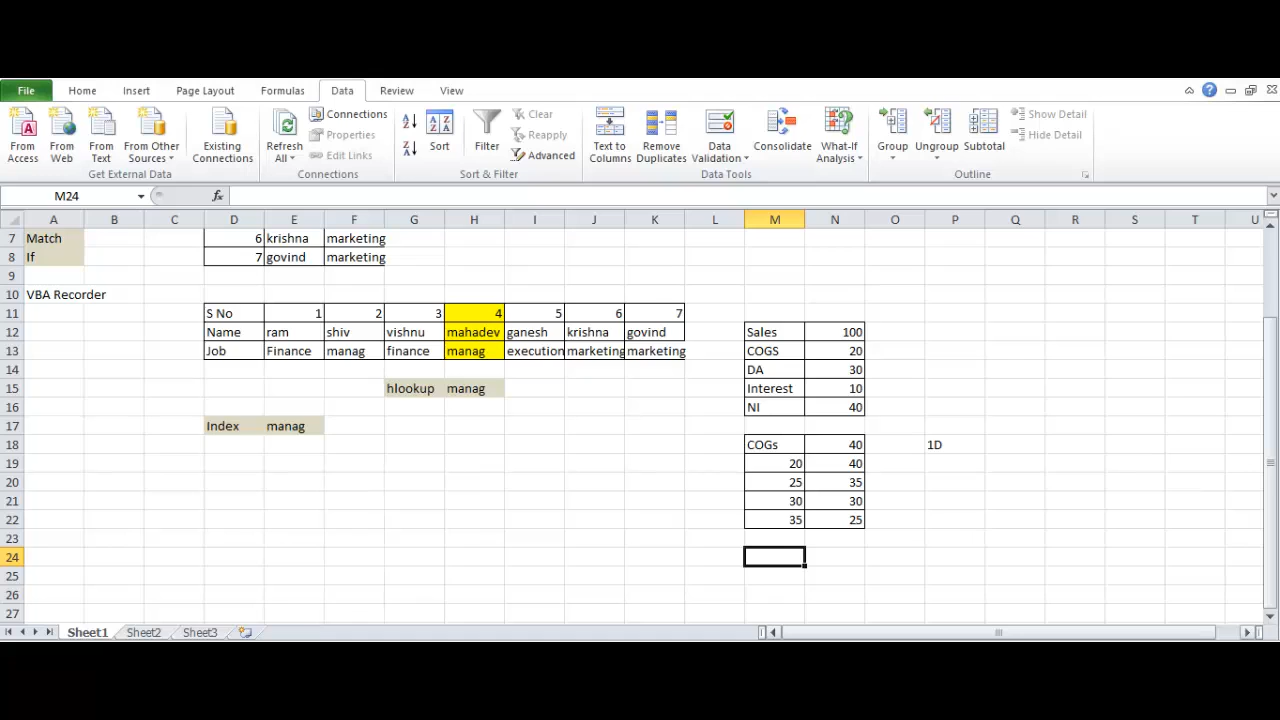 File Home Insert Page Layout Formulas Data Review View
From Access
From Web
From Text
From Other Sources
Existing Connections
Refresh All
Connections
Properties
Edit Links
Sort
Filter
Clear
Reapply
Advanced
Text to Columns
Remove Duplicates
Data Validation
Consolidate
What-If Analysis
Group
Ungroup
Subtotal
Show Detail
Hide Detail
Get External Data Connections Sort & Filter Data Tools Outline
M24 fx
A B C D E F G H I J K L M N O P Q R S T U
7 Match 6 krishna marketing
8 If 7 govind marketing
9
10 VBA Recorder
11 S No 1 2 3 4 5 6 7
12 Name ram shiv vishnu mahadev ganesh krishna govind Sales 100
13 Job Finance manag finance manag execution marketing marketing COGS 20
14 DA 30
15 hlookup manag Interest 10
16 NI 40
17 Index manag
18 COGs 40 1D
19 20 40
20 25 35
21 30 30
22 35 25
23
24
25
26
27
Sheet1 Sheet2 Sheet3